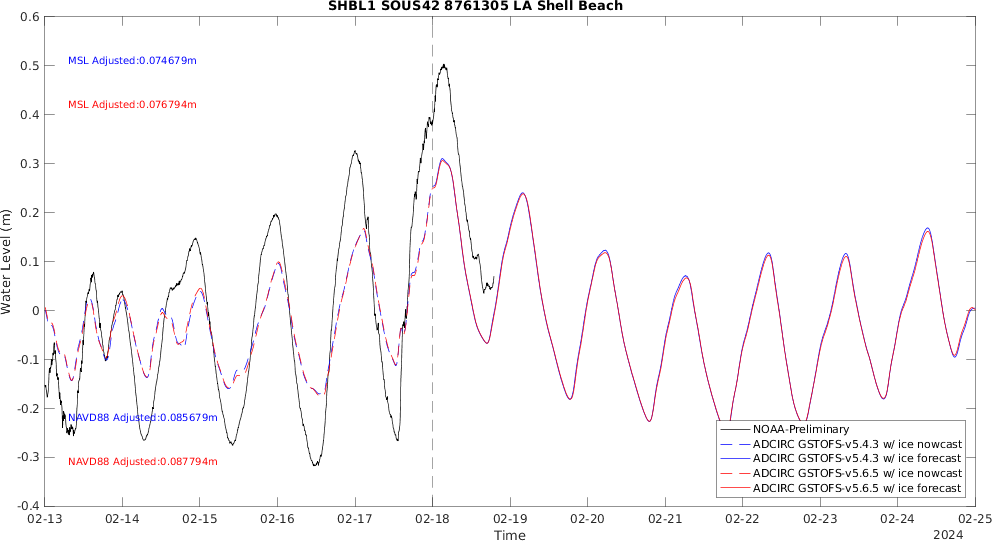 SHBL1 SOUS42 8761305 LA Shell Beach
0.6
0.5
0.4
0.3
0.2
0.1
0
-0.1
-0.2
-0.3
-0.4
Water Level (m)
MSL Adjusted:0.074679m
MSL Adjusted:0.076794m
NAVD88 Adjusted:0.085679m
NAVD88 Adjusted:0.087794m
NOAA-Preliminary
ADCIRC GSTOFS-v5.4.3 w/ ice nowcast
ADCIRC GSTOFS-v5.4.3 w/ ice forecast
ADCIRC GSTOFS-v5.6.5 w/ ice nowcast
ADCIRC GSTOFS-v5.6.5 w/ ice forecast
02-13 02-14 02-15 02-16 02-17 02-18 02-19 02-20 02-21 02-22 02-23 02-24 02-25
Time
2024